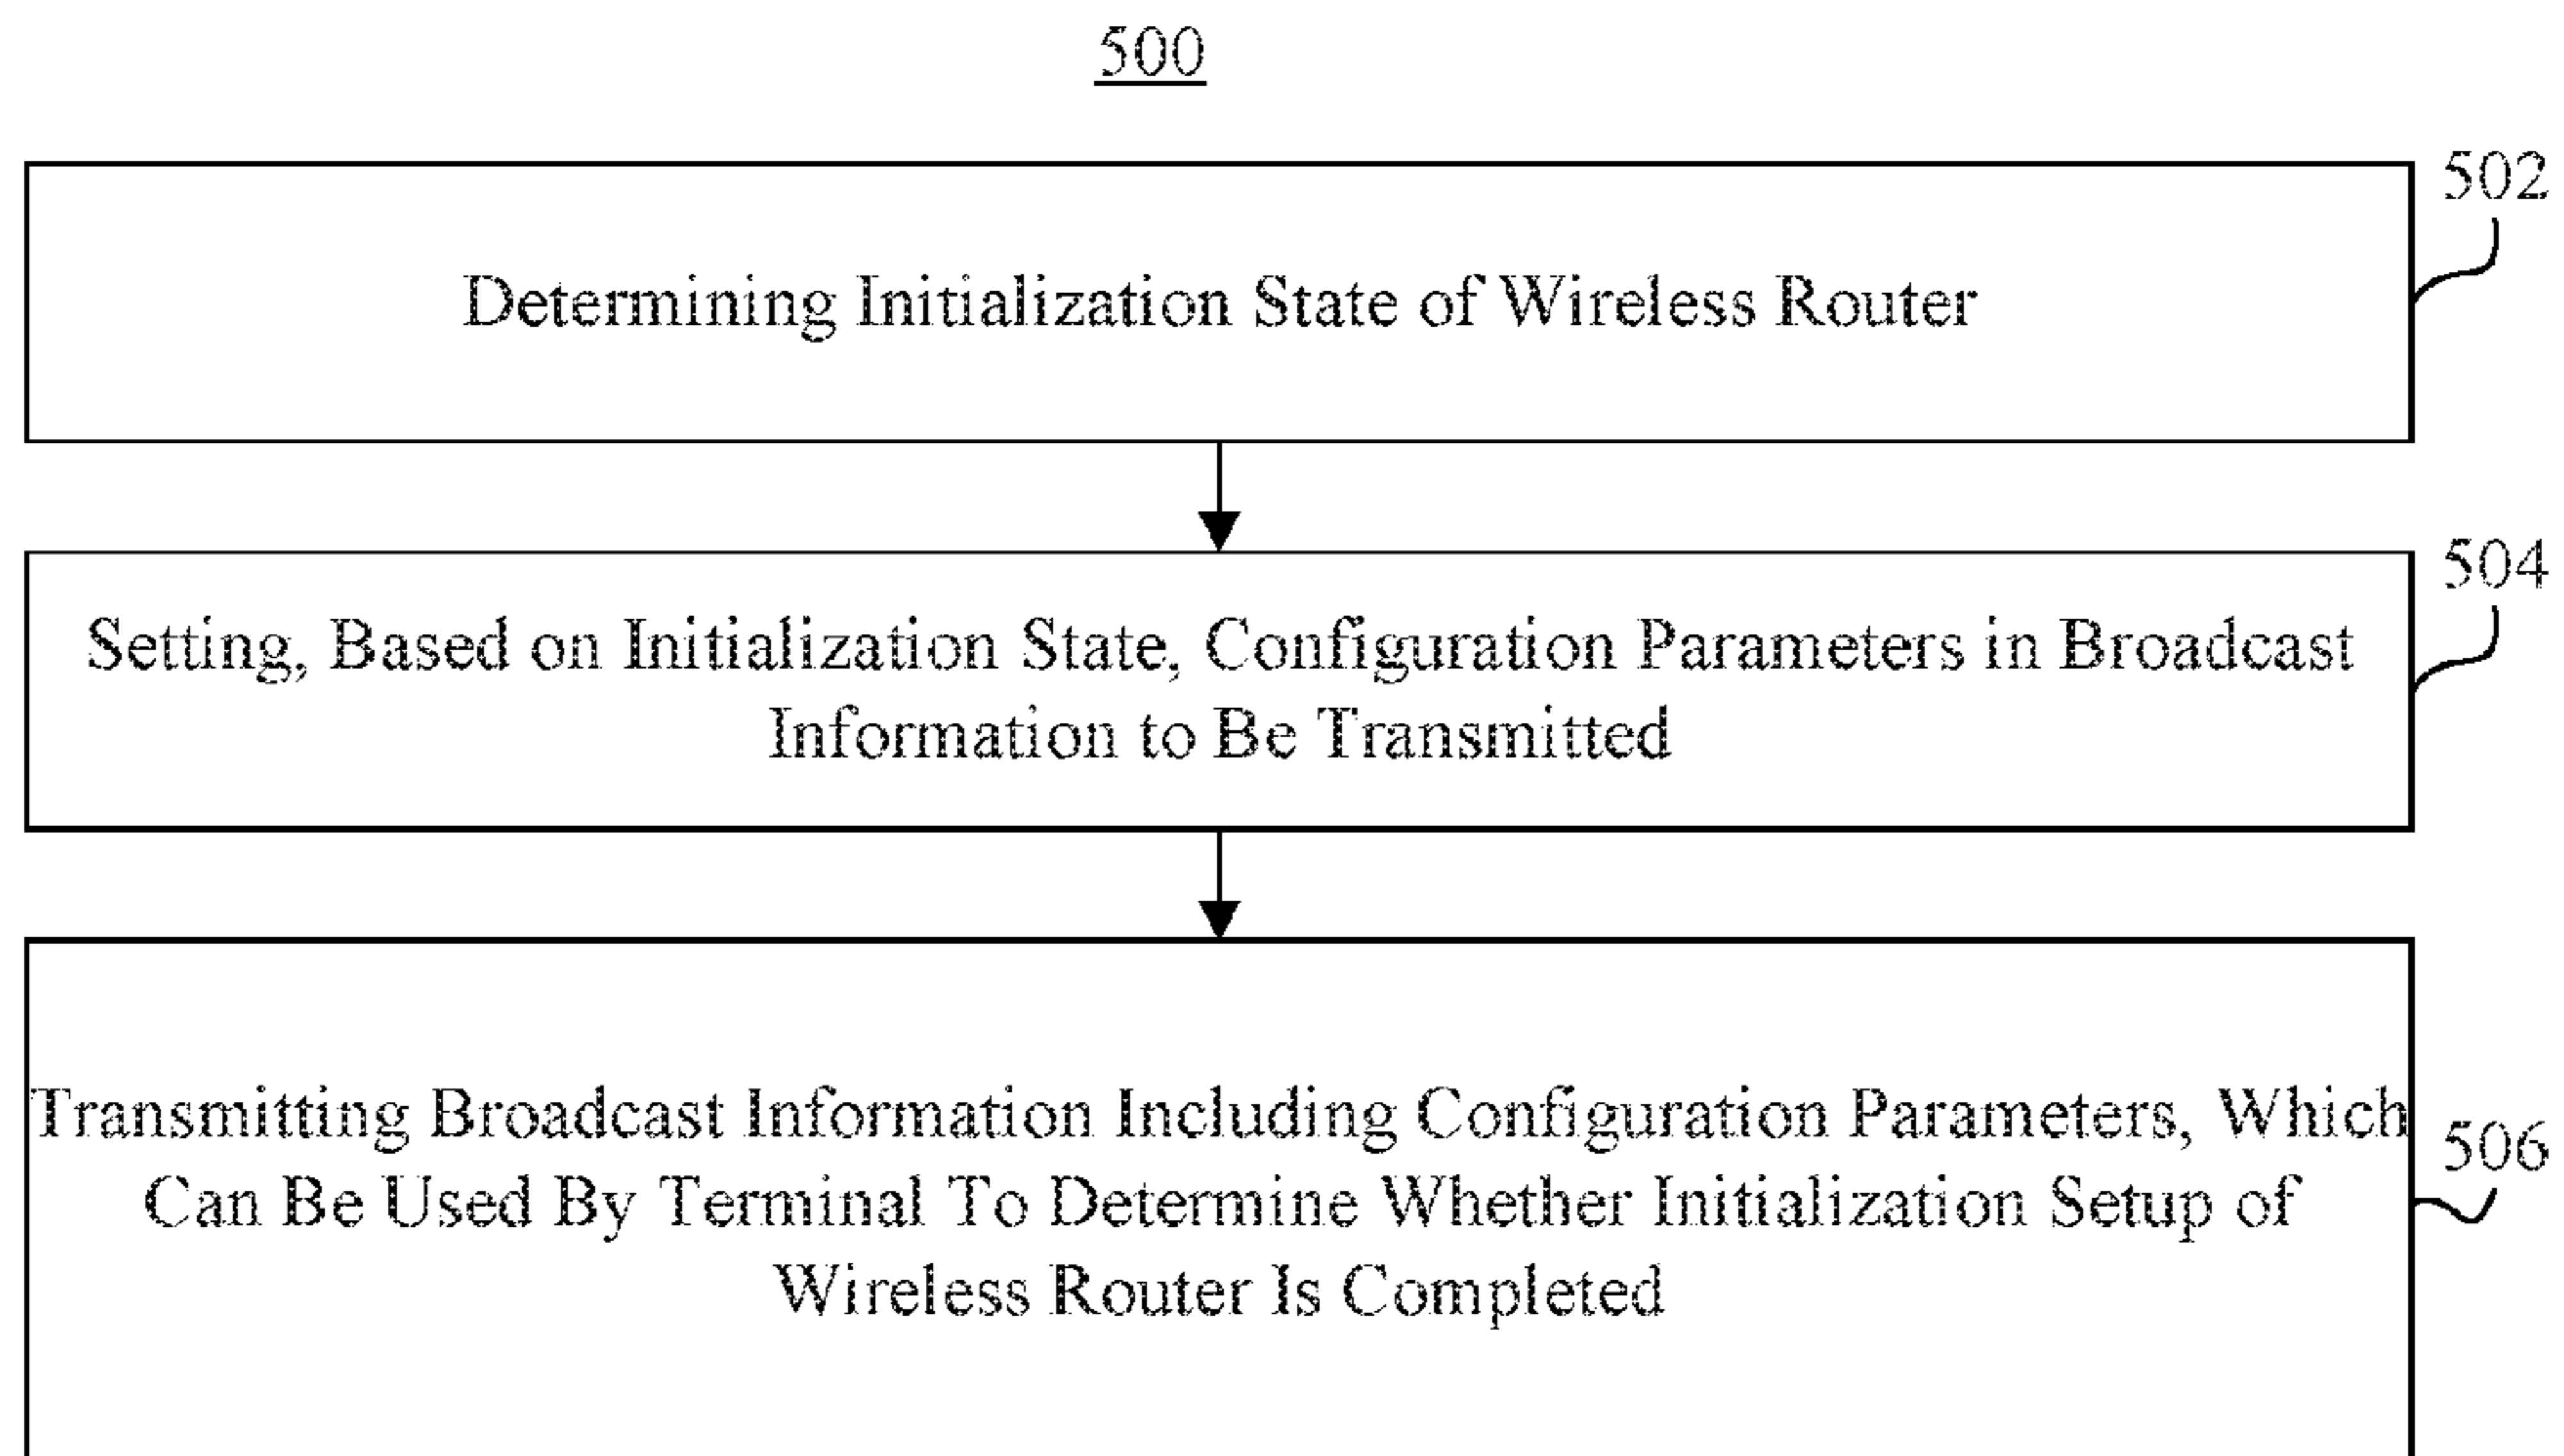 500
502
Determining Initialization State of Wireless Router
504
Setting, Based on Initialization State, Configuration Parameters in Broadcast
Information to Be Transmitted
Transmitting Broadcast Information Including Configuration Parameters, Which
506
Can Be Used By Terminal To Determine Whether Initialization Setup of
Wireless Router Is Completed